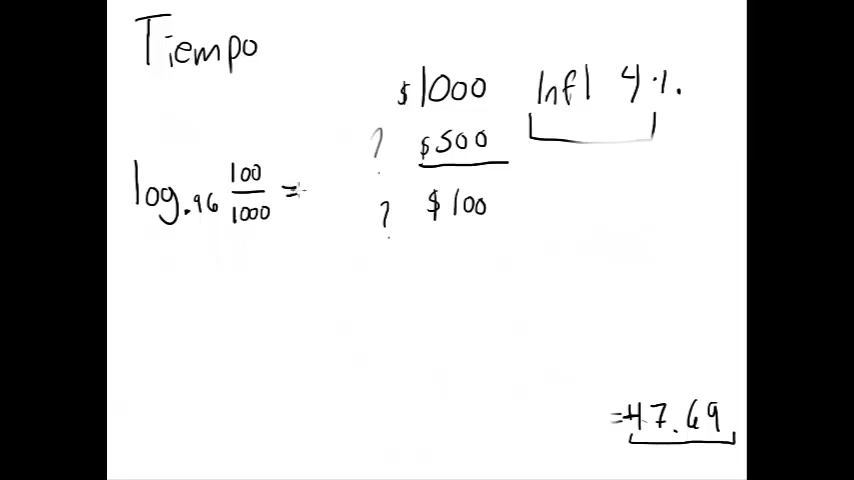 Tiempo
$1000 Infl 4%.
? $500
log.96 100/1000 =
? $100
=47.69